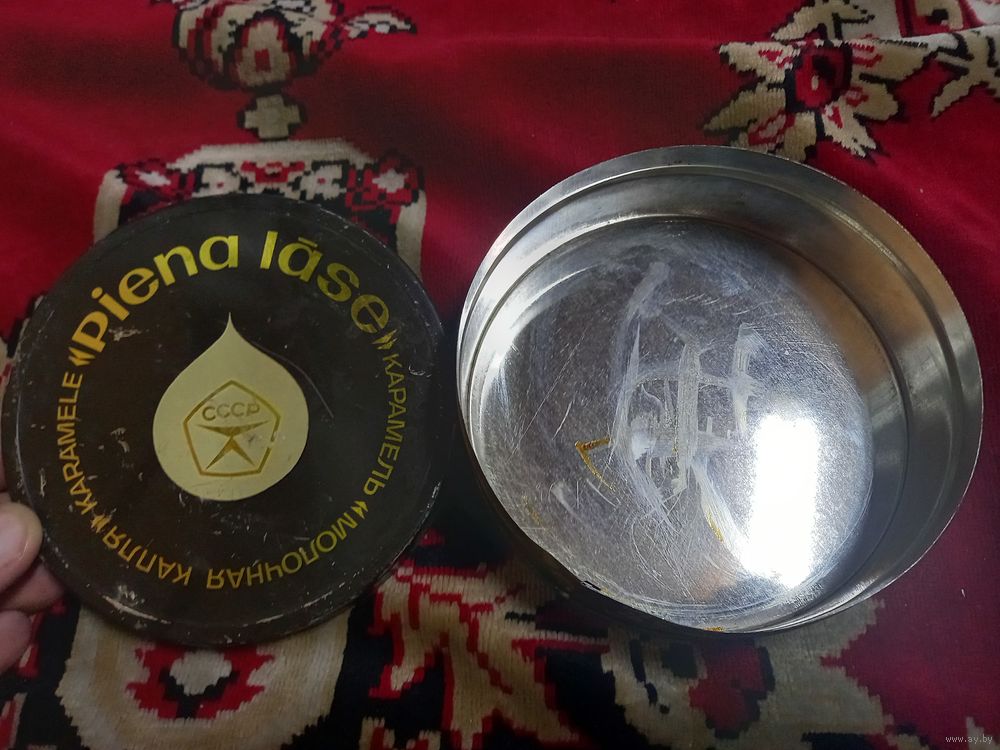 «piena lāse»
КАРАМЕЛЬ
«МОЛОЧНАЯ КАПЛЯ»
KARAMELE
СССР
www.ay.by